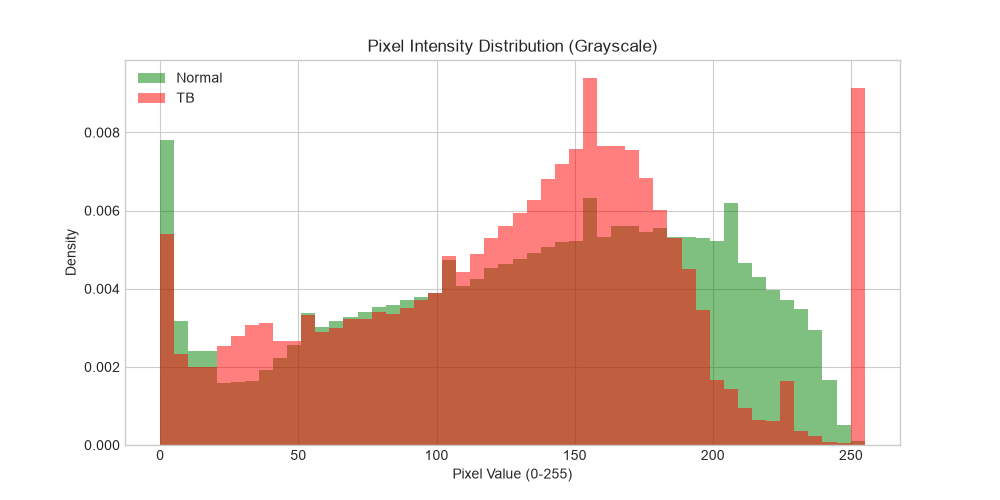 Pixel Intensity Distribution (Grayscale)
Normal
TB
0.008
0.006
0.004
0.002
0.000
Density
0 50 100 150 200 250
Pixel Value (0-255)